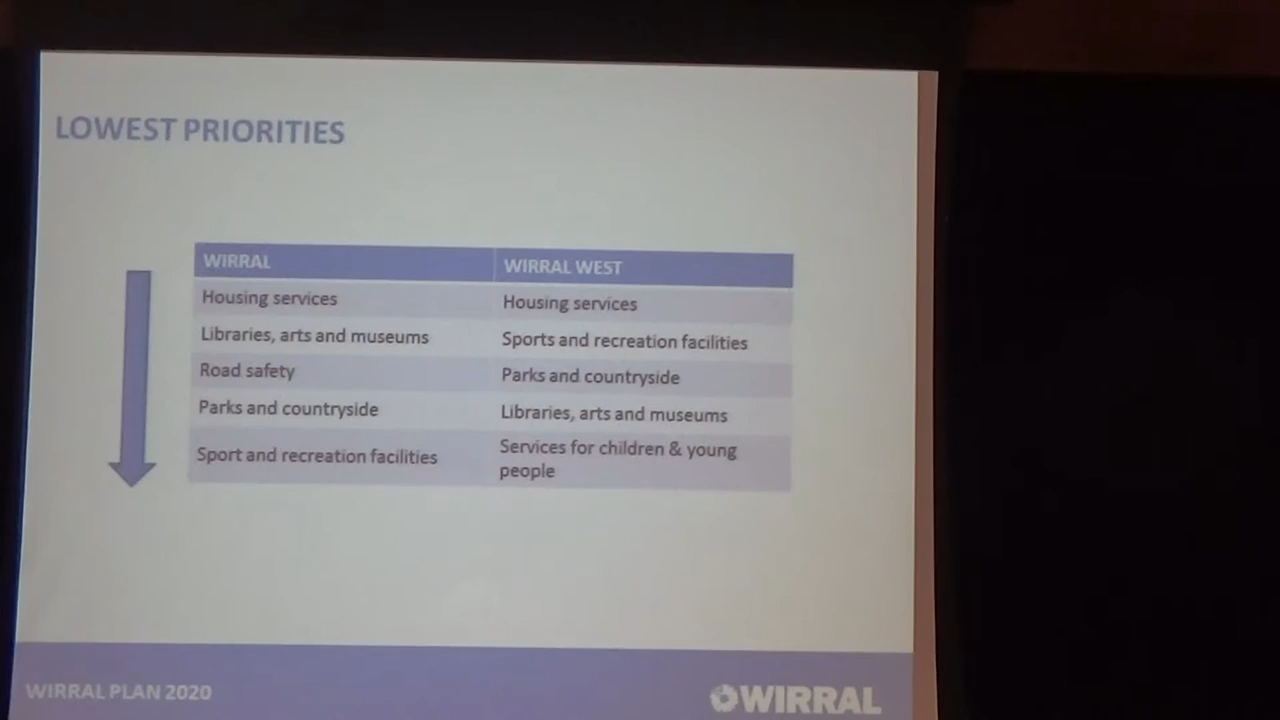 LOWEST PRIORITIES
WIRRAL
WIRRAL WEST
Housing services
Housing services
Libraries, arts and museums
Sports and recreation facilities
Road safety
Parks and countryside
Parks and countryside
Libraries, arts and museums
Sport and recreation facilities
Services for children & young
people
WIRRAL PLAN 2020
WIRRAL